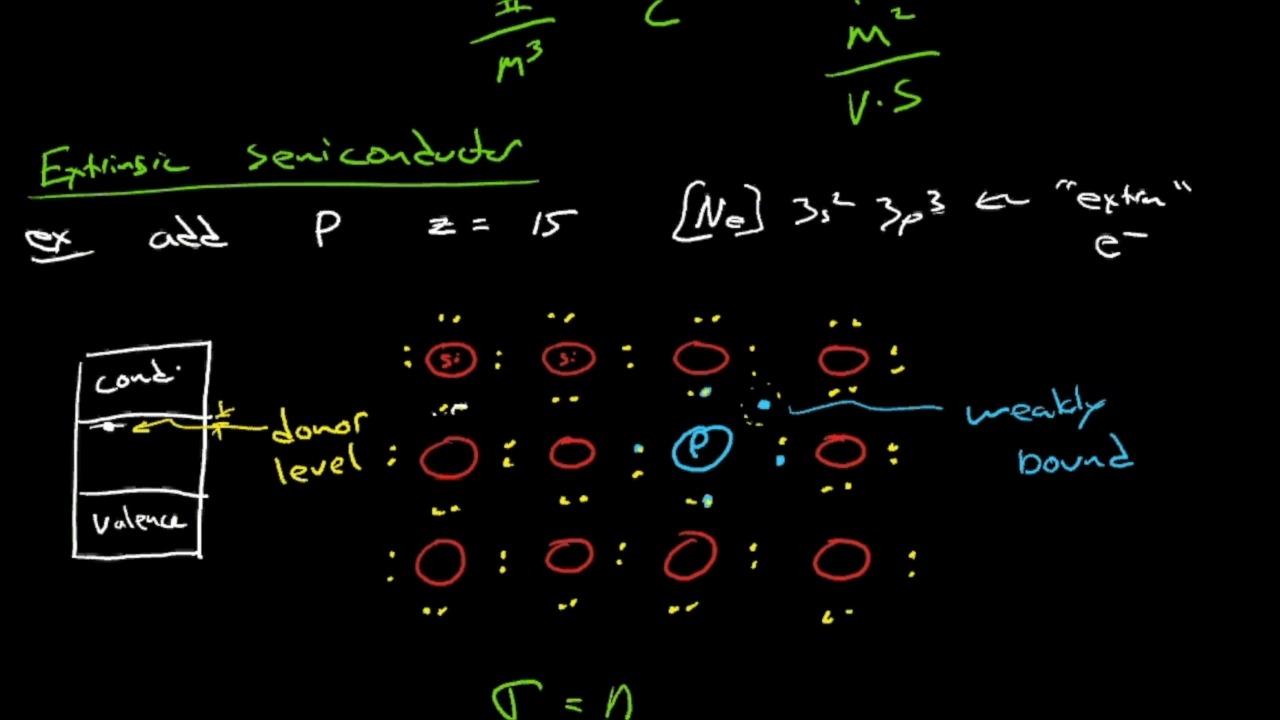 #
m³ C m²
V·S
Extrinsic semiconductor
ex add P z = 15 [Ne] 3s² 3p³ ← "extra"
e⁻
Si Si
Cond.
donor
level
P
weakly
bound
Valence
σ = n